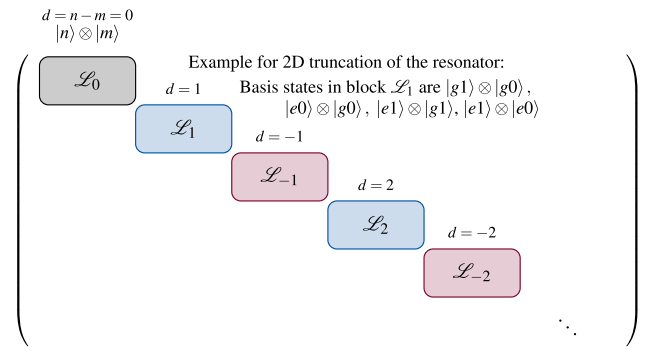 d = n − m = 0
|n⟩ ⊗ |m⟩
Example for 2D truncation of the resonator:
ℒ₀
d = 1
Basis states in block ℒ₁ are |g1⟩ ⊗ |g0⟩ ,
|e0⟩ ⊗ |g0⟩ , |e1⟩ ⊗ |g1⟩, |e1⟩ ⊗ |e0⟩
ℒ₁
d = −1
ℒ₋₁
d = 2
ℒ₂
d = −2
ℒ₋₂
⋱